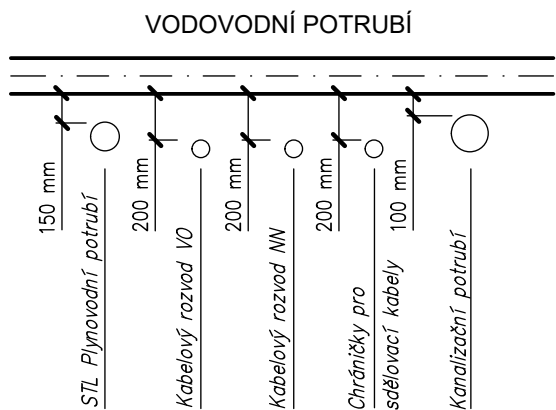 VODOVODNÍ POTRUBÍ
150 mm
STL Plynovodní potrubí
200 mm
Kabelový rozvod VO
200 mm
Kabelový rozvod NN
200 mm
Chráničky pro
sdělovací kabely
100 mm
Kanalizační potrubí